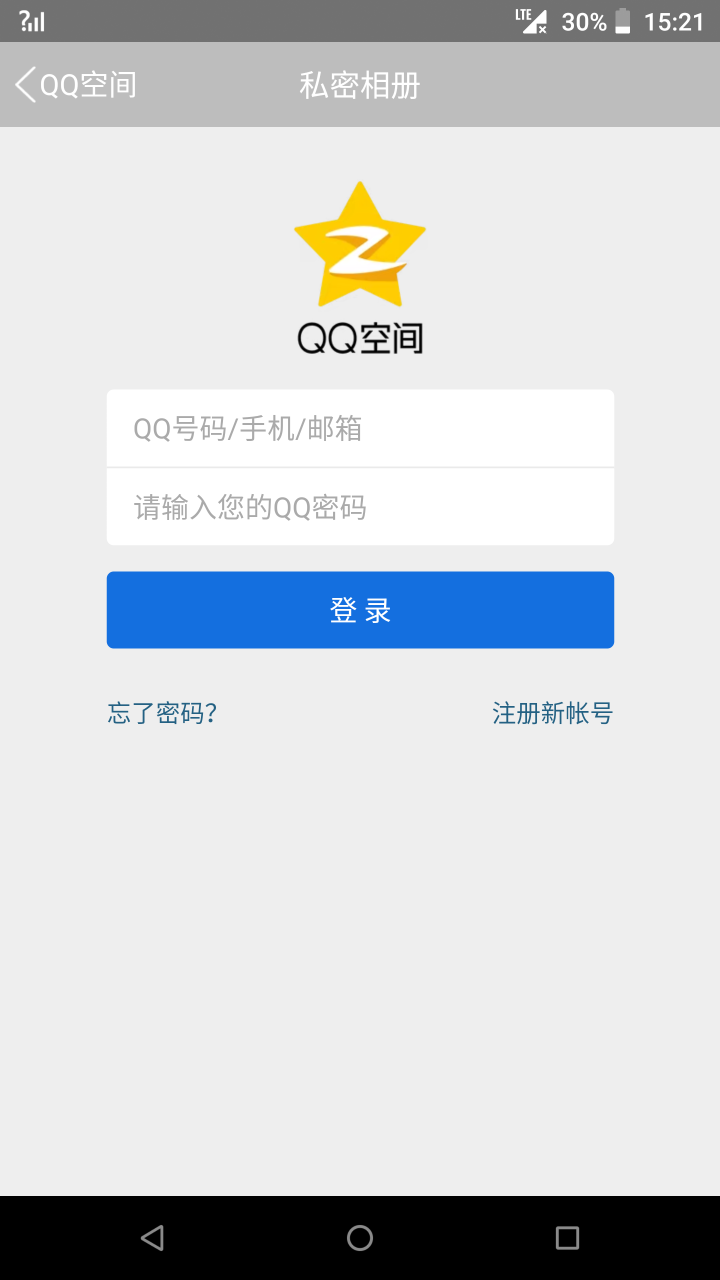 LTE 30% 15:21
QQ空间 私密相册
QQ空间
QQ号码/手机/邮箱
请输入您的QQ密码
登 录
忘了密码? 注册新帐号